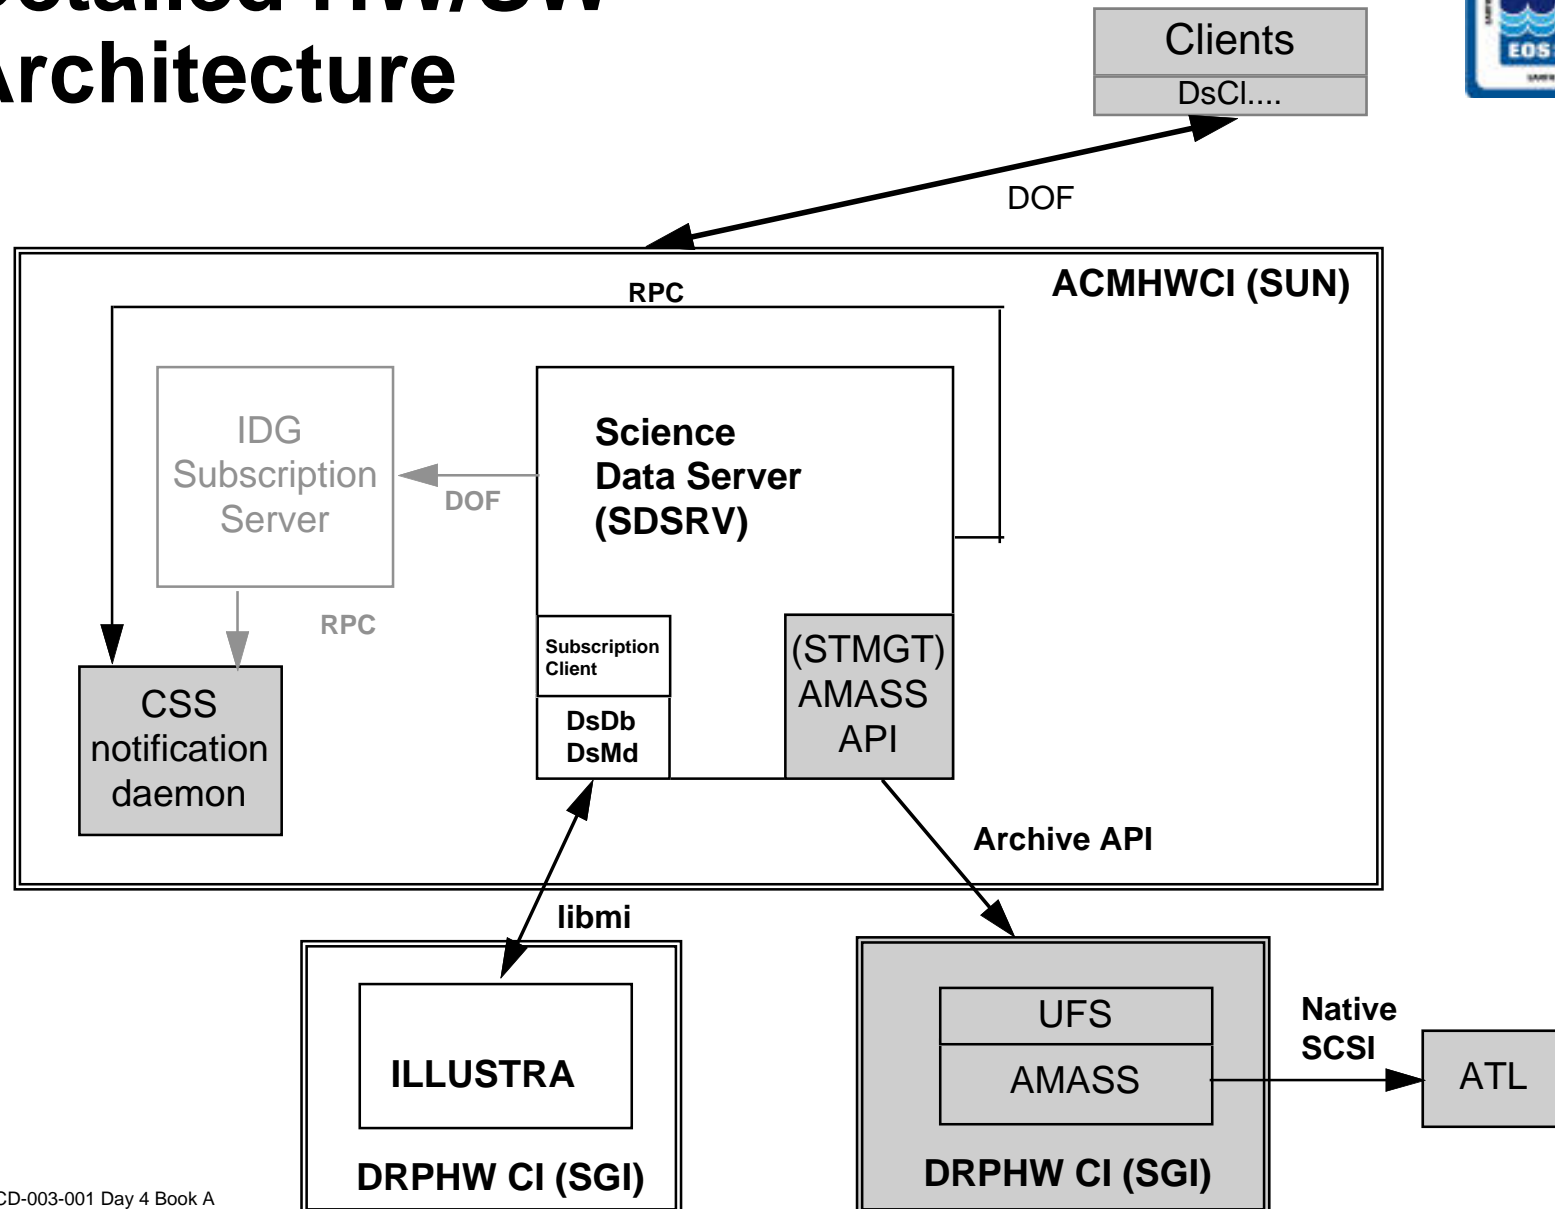 etailed HW/SW
Architecture
Clients
DsCl....
EOS
DOF
ACMHWCI (SUN)
RPC
IDG
Subscription
Server
DOF
Science
Data Server
(SDSRV)
RPC
Subscription
Client
DsDb
DsMd
(STMGT)
AMASS
API
CSS
notification
daemon
Archive API
libmi
ILLUSTRA
DRPHW CI (SGI)
UFS
AMASS
DRPHW CI (SGI)
Native
SCSI
ATL
CD-003-001 Day 4 Book A